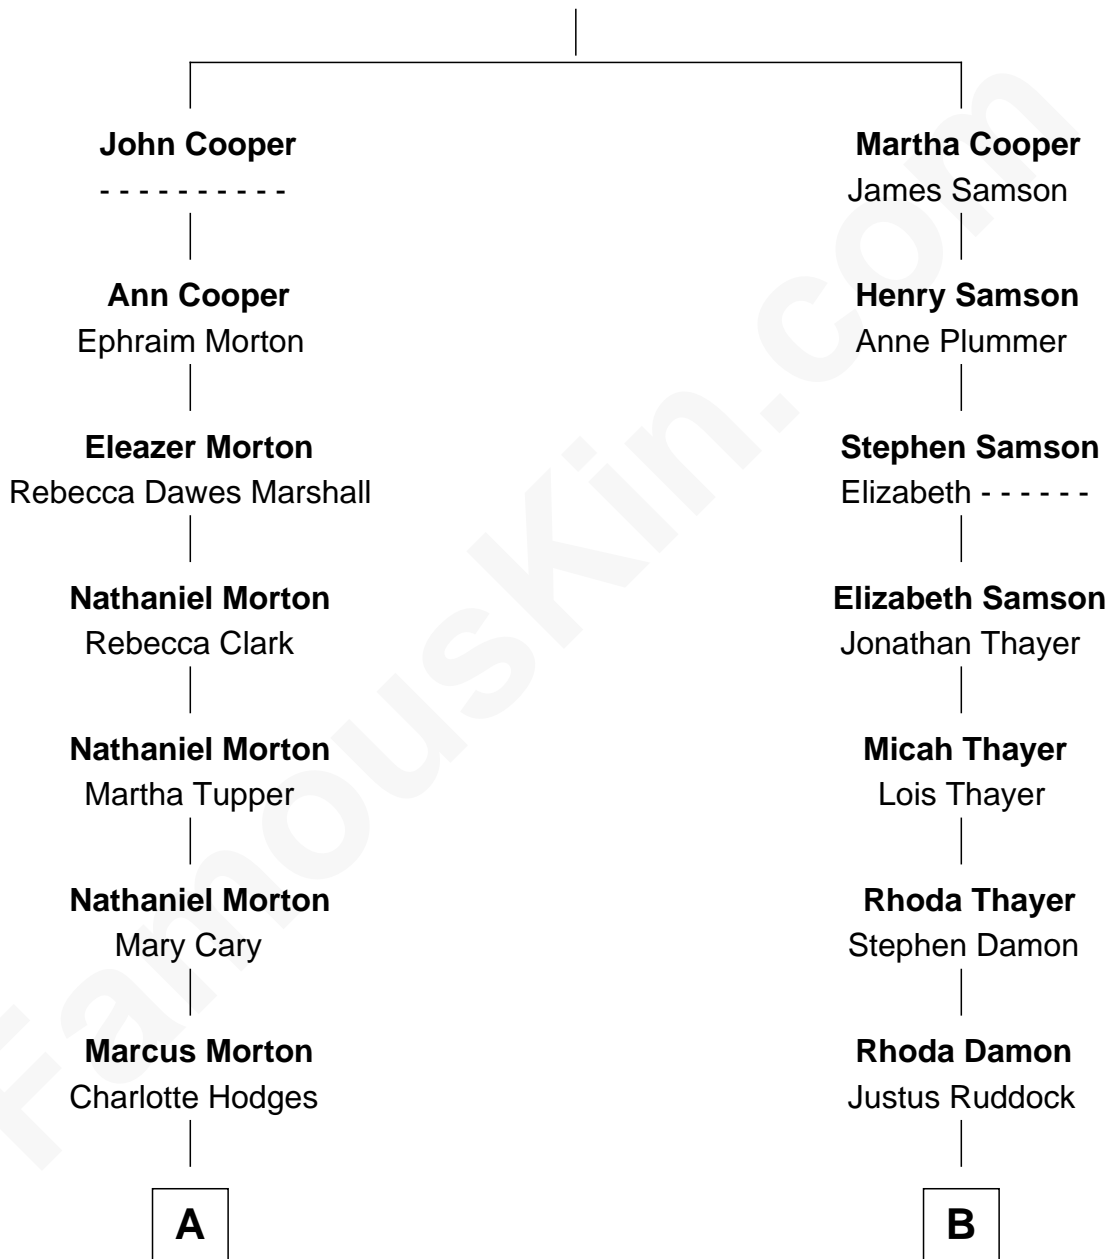 John Cooper
- - - - - - - - - -
Ann Cooper
Ephraim Morton
Eleazer Morton
Rebecca Dawes Marshall
Nathaniel Morton
Rebecca Clark
Nathaniel Morton
Martha Tupper
Nathaniel Morton
Mary Cary
Marcus Morton
Charlotte Hodges
A
Martha Cooper
James Samson
Henry Samson
Anne Plummer
Stephen Samson
Elizabeth - - - - - -
Elizabeth Samson
Jonathan Thayer
Micah Thayer
Lois Thayer
Rhoda Thayer
Stephen Damon
Rhoda Damon
Justus Ruddock
B
FamousKin.com